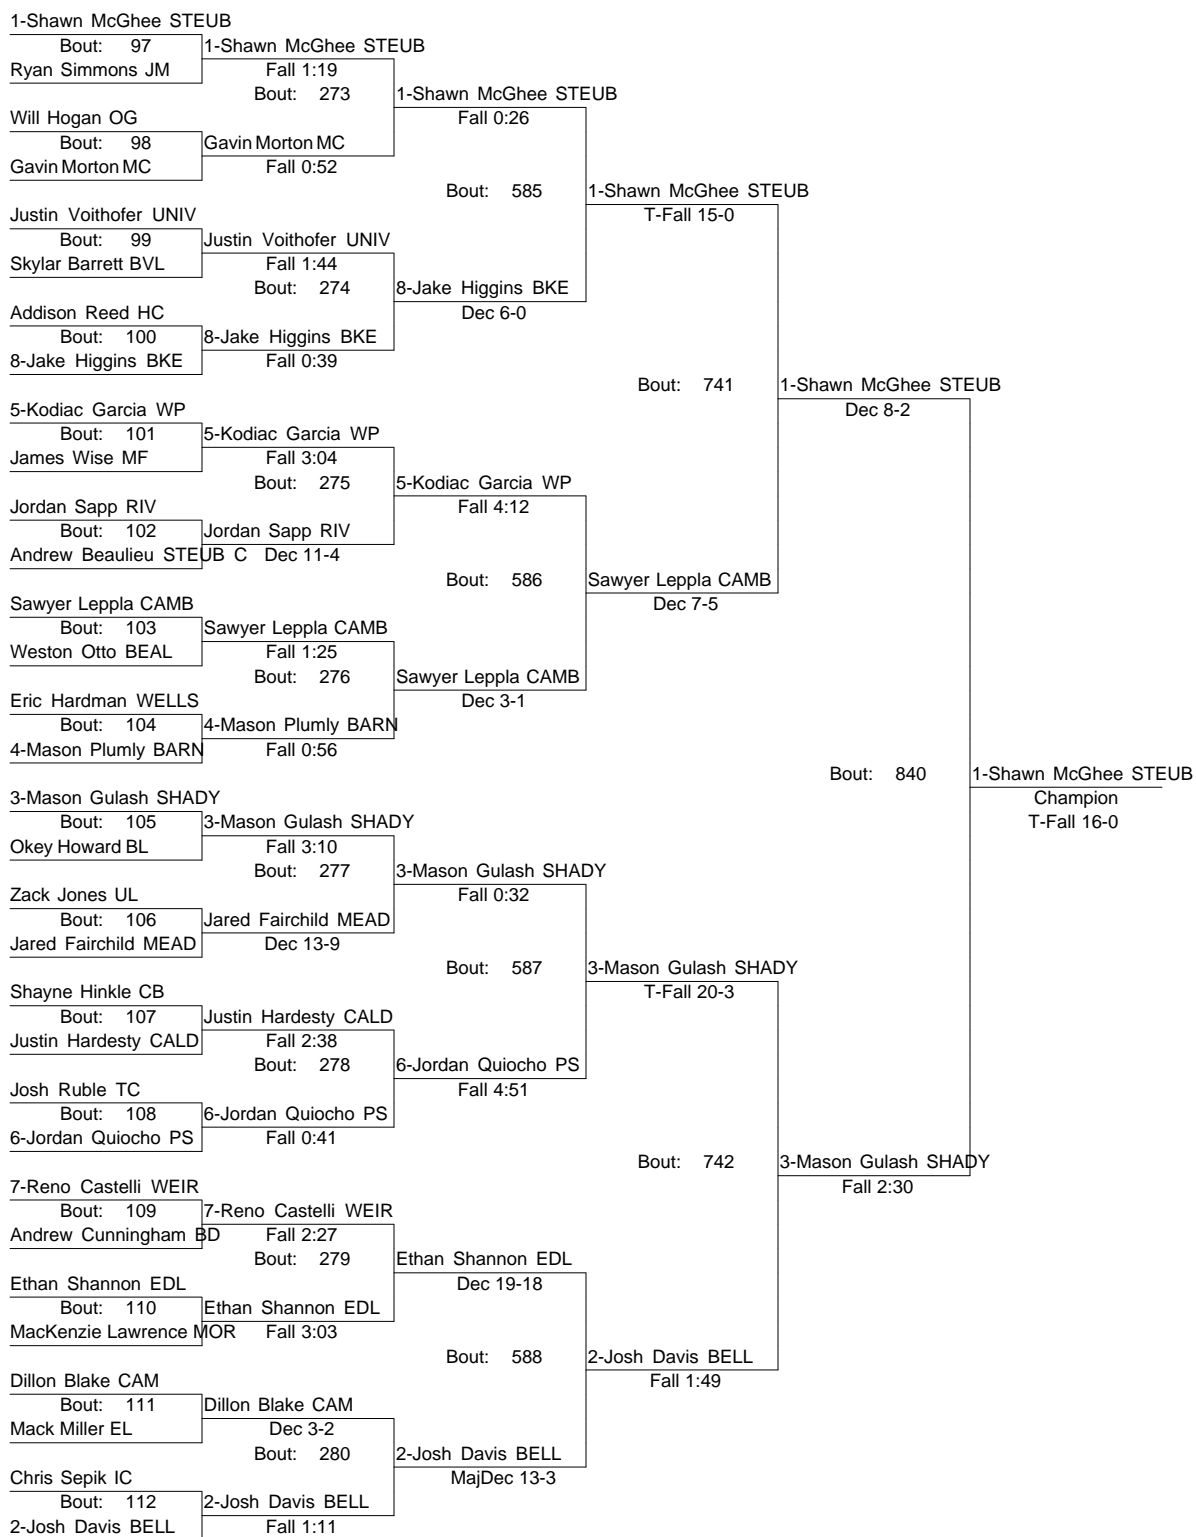 1-Shawn McGhee STEUB
Bout: 97
1-Shawn McGhee STEUB
Ryan Simmons JM
Fall 1:19
Bout: 273
1-Shawn McGhee STEUB
Will Hogan OG
Fall 0:26
Bout: 98
Gavin Morton MC
Gavin Morton MC
Fall 0:52
Bout: 585
1-Shawn McGhee STEUB
Justin Voithofer UNIV
T-Fall 15-0
Bout: 99
Justin Voithofer UNIV
Skylar Barrett BVL
Fall 1:44
Bout: 274
8-Jake Higgins BKE
Addison Reed HC
Dec 6-0
Bout: 100
8-Jake Higgins BKE
8-Jake Higgins BKE
Fall 0:39
Bout: 741
1-Shawn McGhee STEUB
5-Kodiac Garcia WP
Dec 8-2
Bout: 101
5-Kodiac Garcia WP
James Wise MF
Fall 3:04
Bout: 275
5-Kodiac Garcia WP
Jordan Sapp RIV
Fall 4:12
Bout: 102
Jordan Sapp RIV
Andrew Beaulieu STEUB C
Dec 11-4
Bout: 586
Sawyer Leppla CAMB
Sawyer Leppla CAMB
Dec 7-5
Bout: 103
Sawyer Leppla CAMB
Weston Otto BEAL
Fall 1:25
Bout: 276
Sawyer Leppla CAMB
Eric Hardman WELLS
Dec 3-1
Bout: 104
4-Mason Plumly BARN
4-Mason Plumly BARN
Fall 0:56
Bout: 840
1-Shawn McGhee STEUB
3-Mason Gulash SHADY
Champion
Bout: 105
3-Mason Gulash SHADY
T-Fall 16-0
Okey Howard BL
Fall 3:10
Bout: 277
3-Mason Gulash SHADY
Zack Jones UL
Fall 0:32
Bout: 106
Jared Fairchild MEAD
Jared Fairchild MEAD
Dec 13-9
Bout: 587
3-Mason Gulash SHADY
Shayne Hinkle CB
T-Fall 20-3
Bout: 107
Justin Hardesty CALD
Justin Hardesty CALD
Fall 2:38
Bout: 278
6-Jordan Quiocho PS
Josh Ruble TC
Fall 4:51
Bout: 108
6-Jordan Quiocho PS
6-Jordan Quiocho PS
Fall 0:41
Bout: 742
3-Mason Gulash SHADY
7-Reno Castelli WEIR
Fall 2:30
Bout: 109
7-Reno Castelli WEIR
Andrew Cunningham BD
Fall 2:27
Bout: 279
Ethan Shannon EDL
Ethan Shannon EDL
Dec 19-18
Bout: 110
Ethan Shannon EDL
MacKenzie Lawrence MOR
Fall 3:03
Bout: 588
2-Josh Davis BELL
Dillon Blake CAM
Fall 1:49
Bout: 111
Dillon Blake CAM
Mack Miller EL
Dec 3-2
Bout: 280
2-Josh Davis BELL
Chris Sepik IC
MajDec 13-3
Bout: 112
2-Josh Davis BELL
2-Josh Davis BELL
Fall 1:11